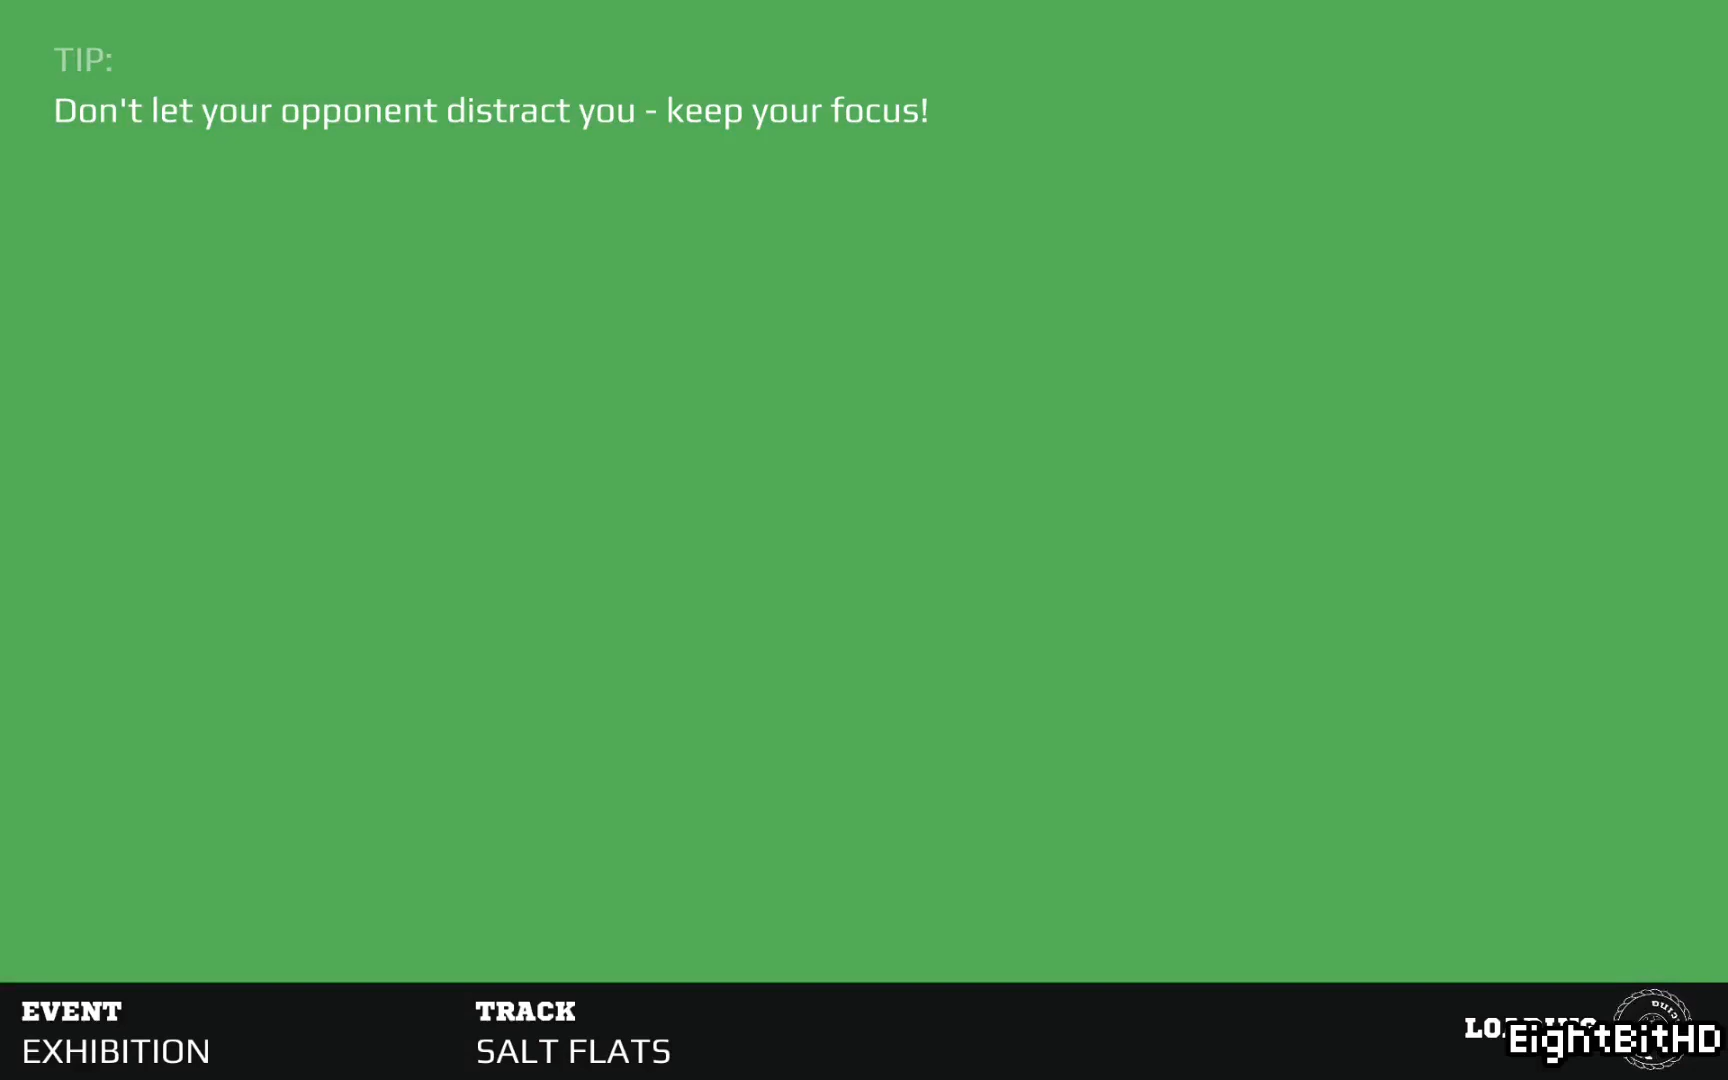 TIP:
Don't let your opponent distract you - keep your focus!
EVENT
EXHIBITION
TRACK
SALT FLATS
EightBitHD